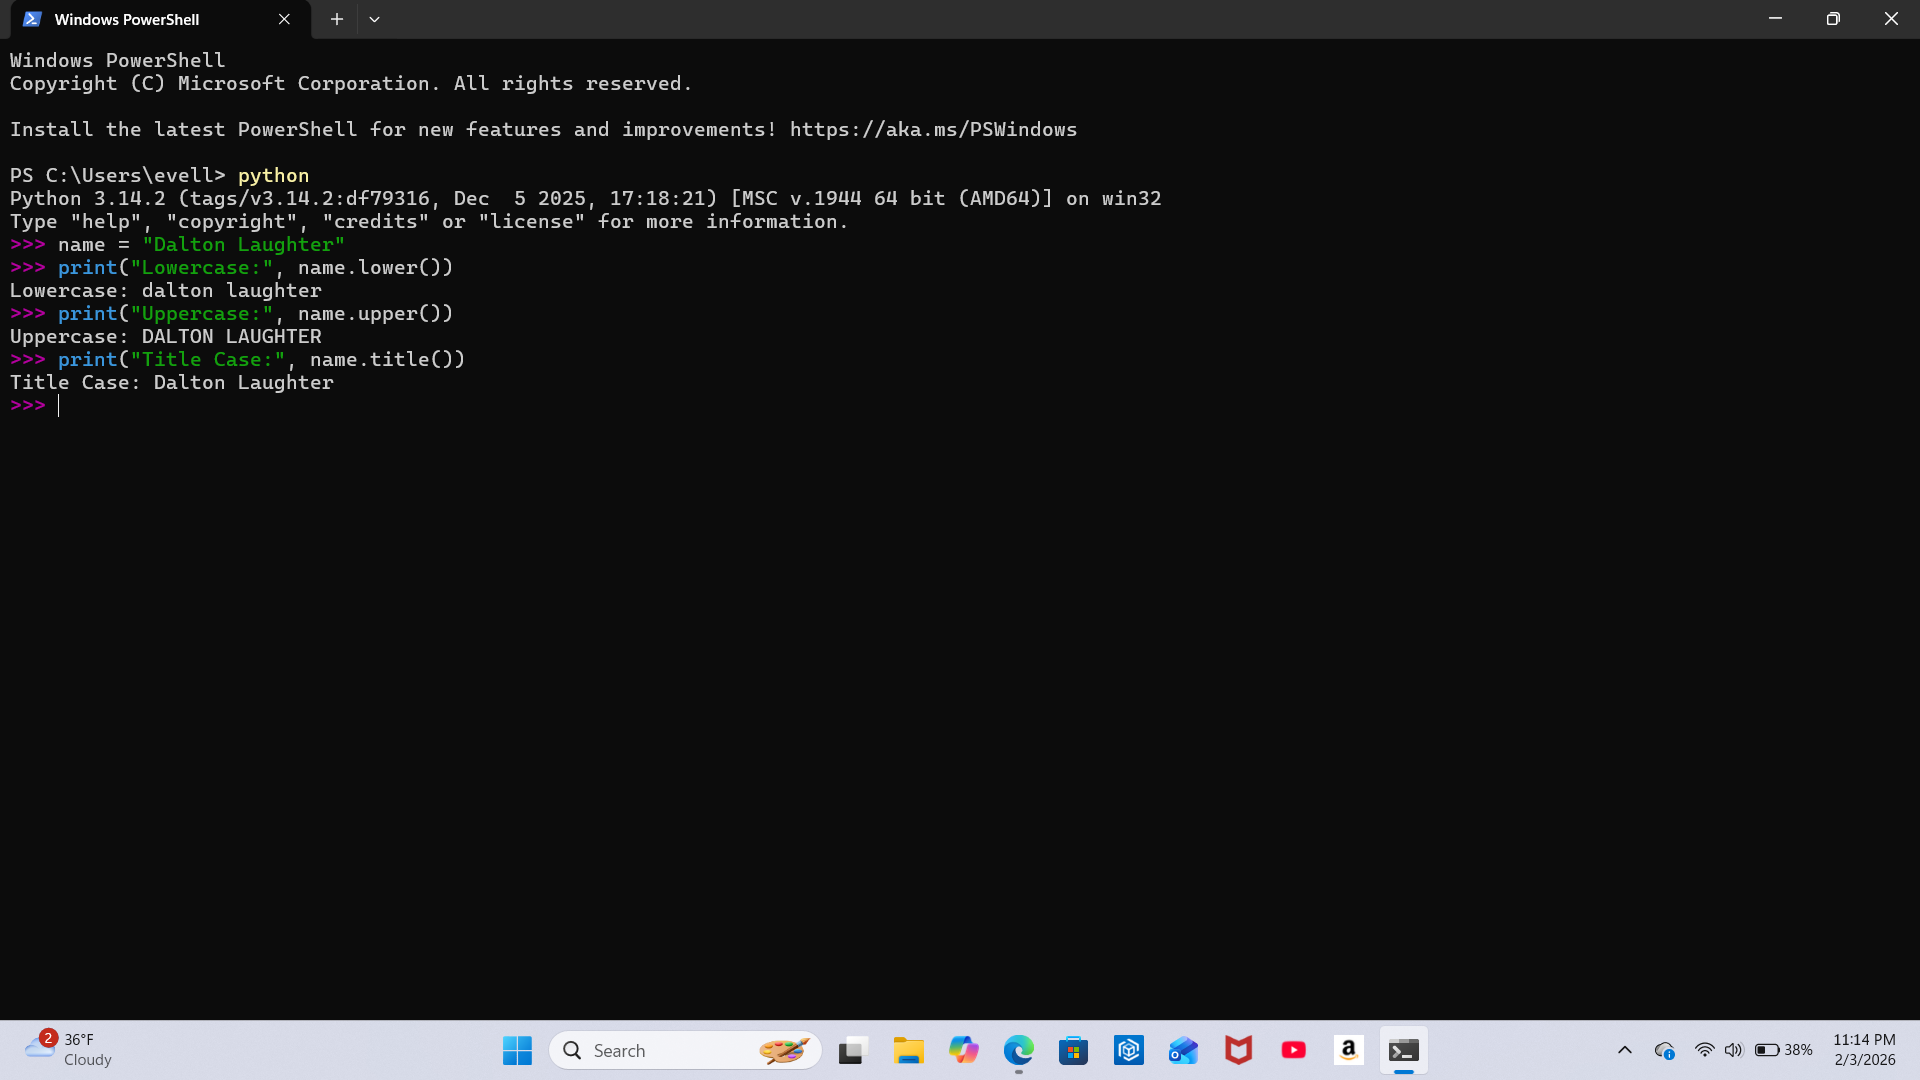 Windows PowerShell
Windows PowerShell
Copyright (C) Microsoft Corporation. All rights reserved.
Install the latest PowerShell for new features and improvements! https://aka.ms/PSWindows
PS C:\Users\evell> python
Python 3.14.2 (tags/v3.14.2:df79316, Dec  5 2025, 17:18:21) [MSC v.1944 64 bit (AMD64)] on win32
Type "help", "copyright", "credits" or "license" for more information.
>>> name = "Dalton Laughter"
>>> print("Lowercase:", name.lower())
Lowercase: dalton laughter
>>> print("Uppercase:", name.upper())
Uppercase: DALTON LAUGHTER
>>> print("Title Case:", name.title())
Title Case: Dalton Laughter
>>>
2
36°F
Cloudy
Search
a
38%
11:14 PM
2/3/2026